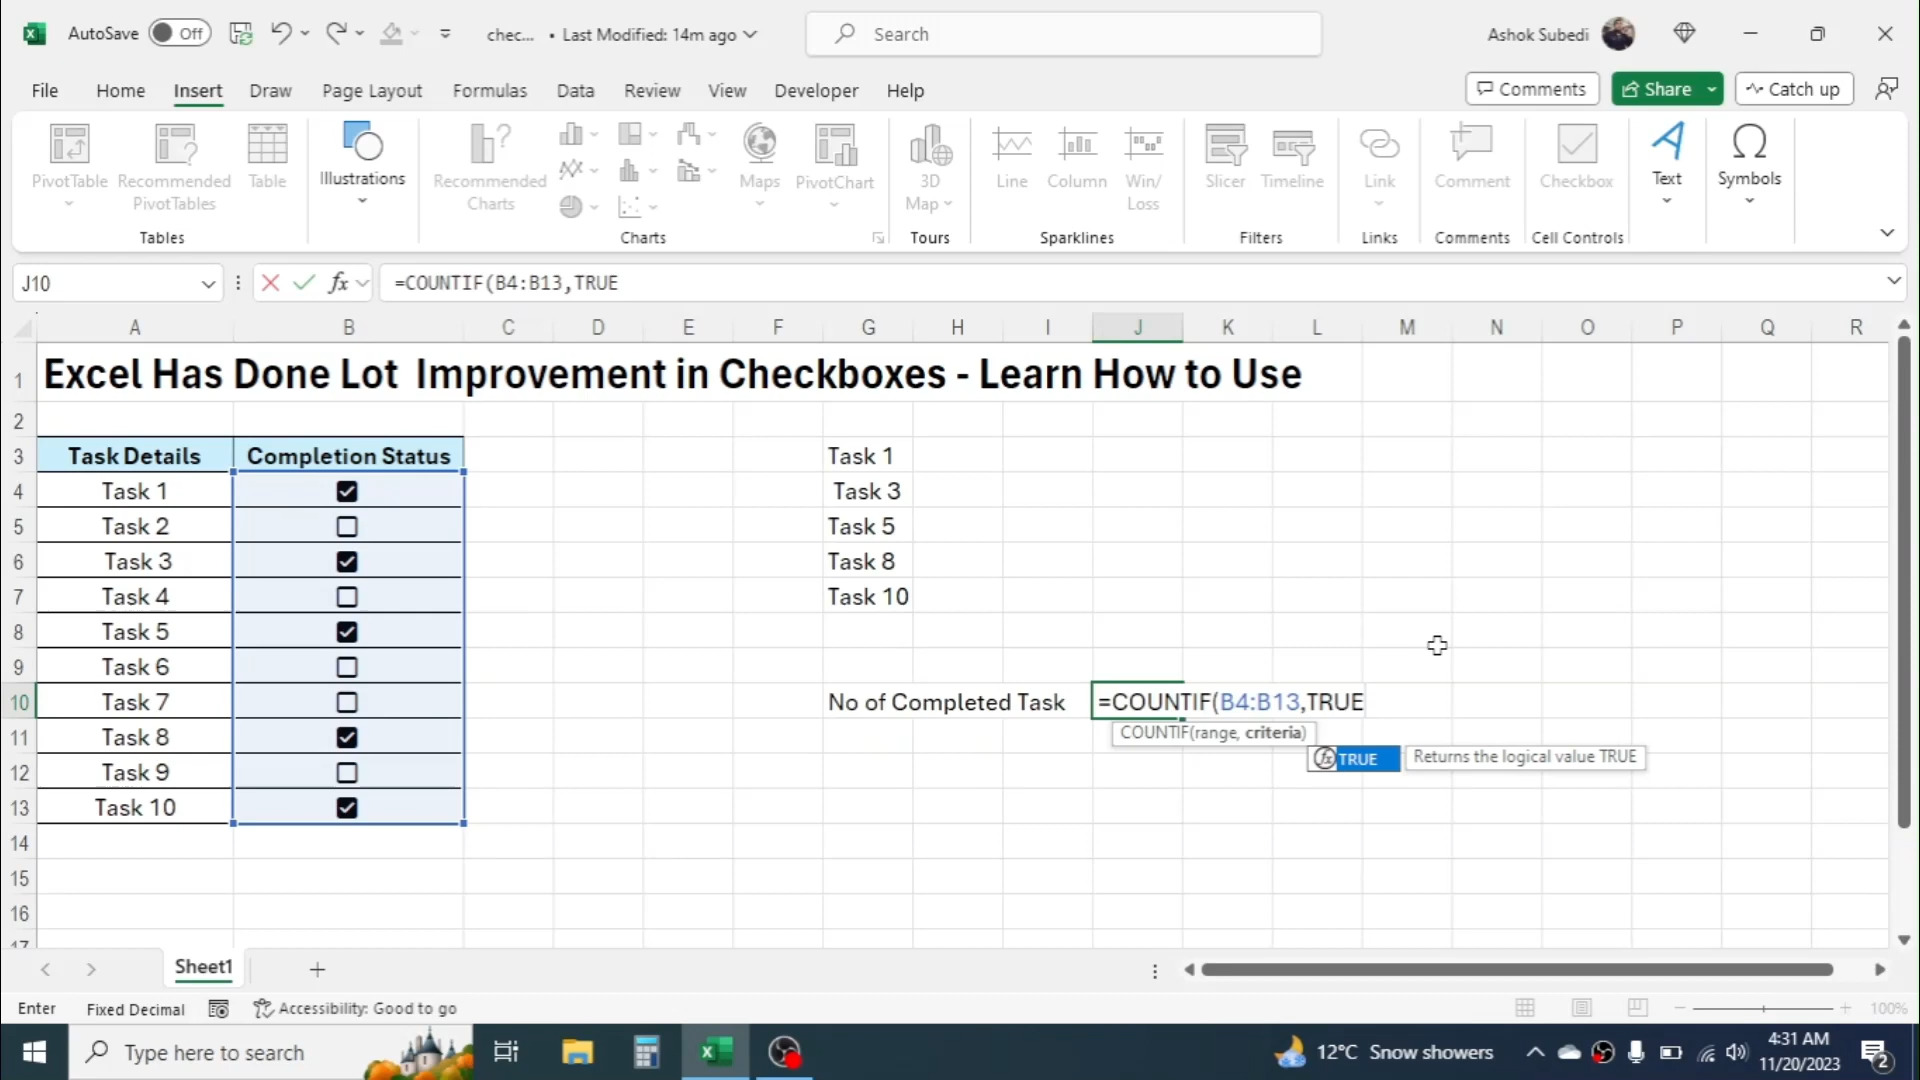 AutoSave Off chec... • Last Modified: 14m ago Search Ashok Subedi
File Home Insert Draw Page Layout Formulas Data Review View Developer Help Comments Share Catch up
PivotTable Recommended PivotTables Table Illustrations Recommended Charts Maps PivotChart 3D Map Line Column Win/Loss Slicer Timeline Link Comment Checkbox Text Symbols
Tables Charts Tours Sparklines Filters Links Comments Cell Controls
J10 fx =COUNTIF(B4:B13,TRUE
A B C D E F G H I J K L M N O P Q R
1 Excel Has Done Lot Improvement in Checkboxes - Learn How to Use
2
3 Task Details Completion Status Task 1
4 Task 1 Task 3
5 Task 2 Task 5
6 Task 3 Task 8
7 Task 4 Task 10
8 Task 5
9 Task 6
10 Task 7 No of Completed Task =COUNTIF(B4:B13,TRUE
COUNTIF(range, criteria)
11 Task 8
TRUE Returns the logical value TRUE
12 Task 9
13 Task 10
14
15
16
17
Sheet1
Enter Fixed Decimal Accessibility: Good to go 100%
Type here to search 12°C Snow showers 4:31 AM
11/20/2023 2